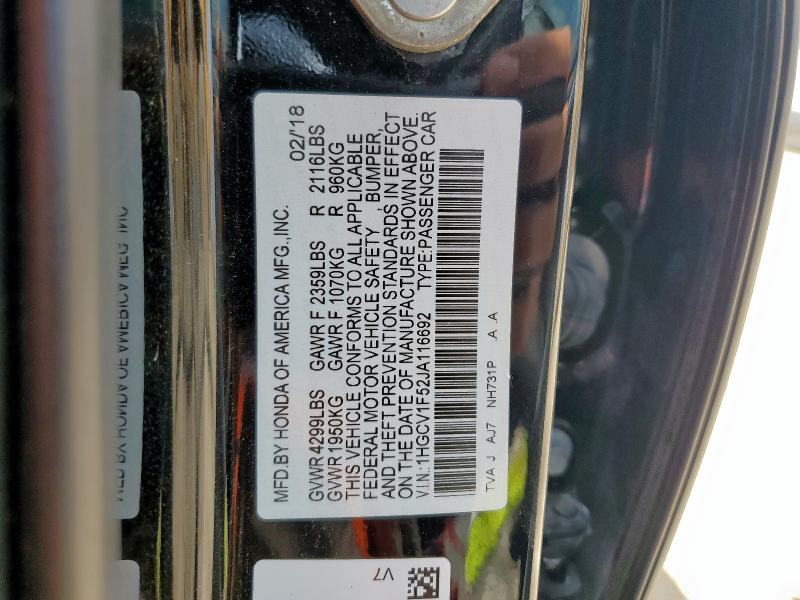 MFD.BY HONDA OF AMERICA MFG.,INC. 02/'18
GVWR 4299LBS GAWR F 2359LBS R 2116LBS
GVWR 1950KG GAWR F 1070KG R 960KG
THIS VEHICLE CONFORMS TO ALL APPLICABLE
FEDERAL MOTOR VEHICLE SAFETY , BUMPER,
AND THEFT PREVENTION STANDARDS IN EFFECT
ON THE DATE OF MANUFACTURE SHOWN ABOVE.
V.I.N.:1HGCV1F52JA116692 TYPE:PASSENGER CAR
TVA J AJ7 NH731P .A .A
V7